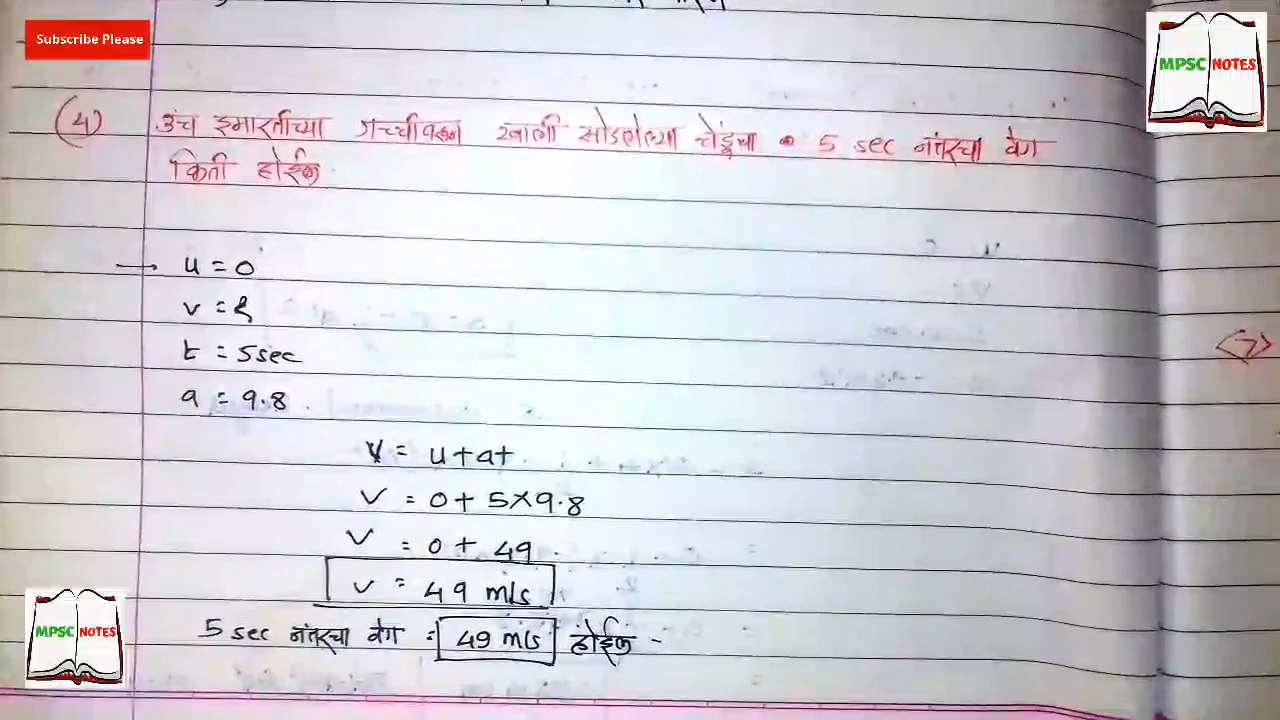 Subscribe Please
MPSC NOTES
(4) उंच इमारतीच्या गच्चीवरून खाली सोडलेल्या चेंडूचा 5 sec नंतरचा वेग
किती होईल
→ u = 0
v = ?
t = 5sec
a = 9.8
v = u+at
v = 0+ 5×9.8
v = 0+ 49
v = 49 m/s
5 sec नंतरचा वेग = 49 m/s होईल -
<7>
MPSC NOTES